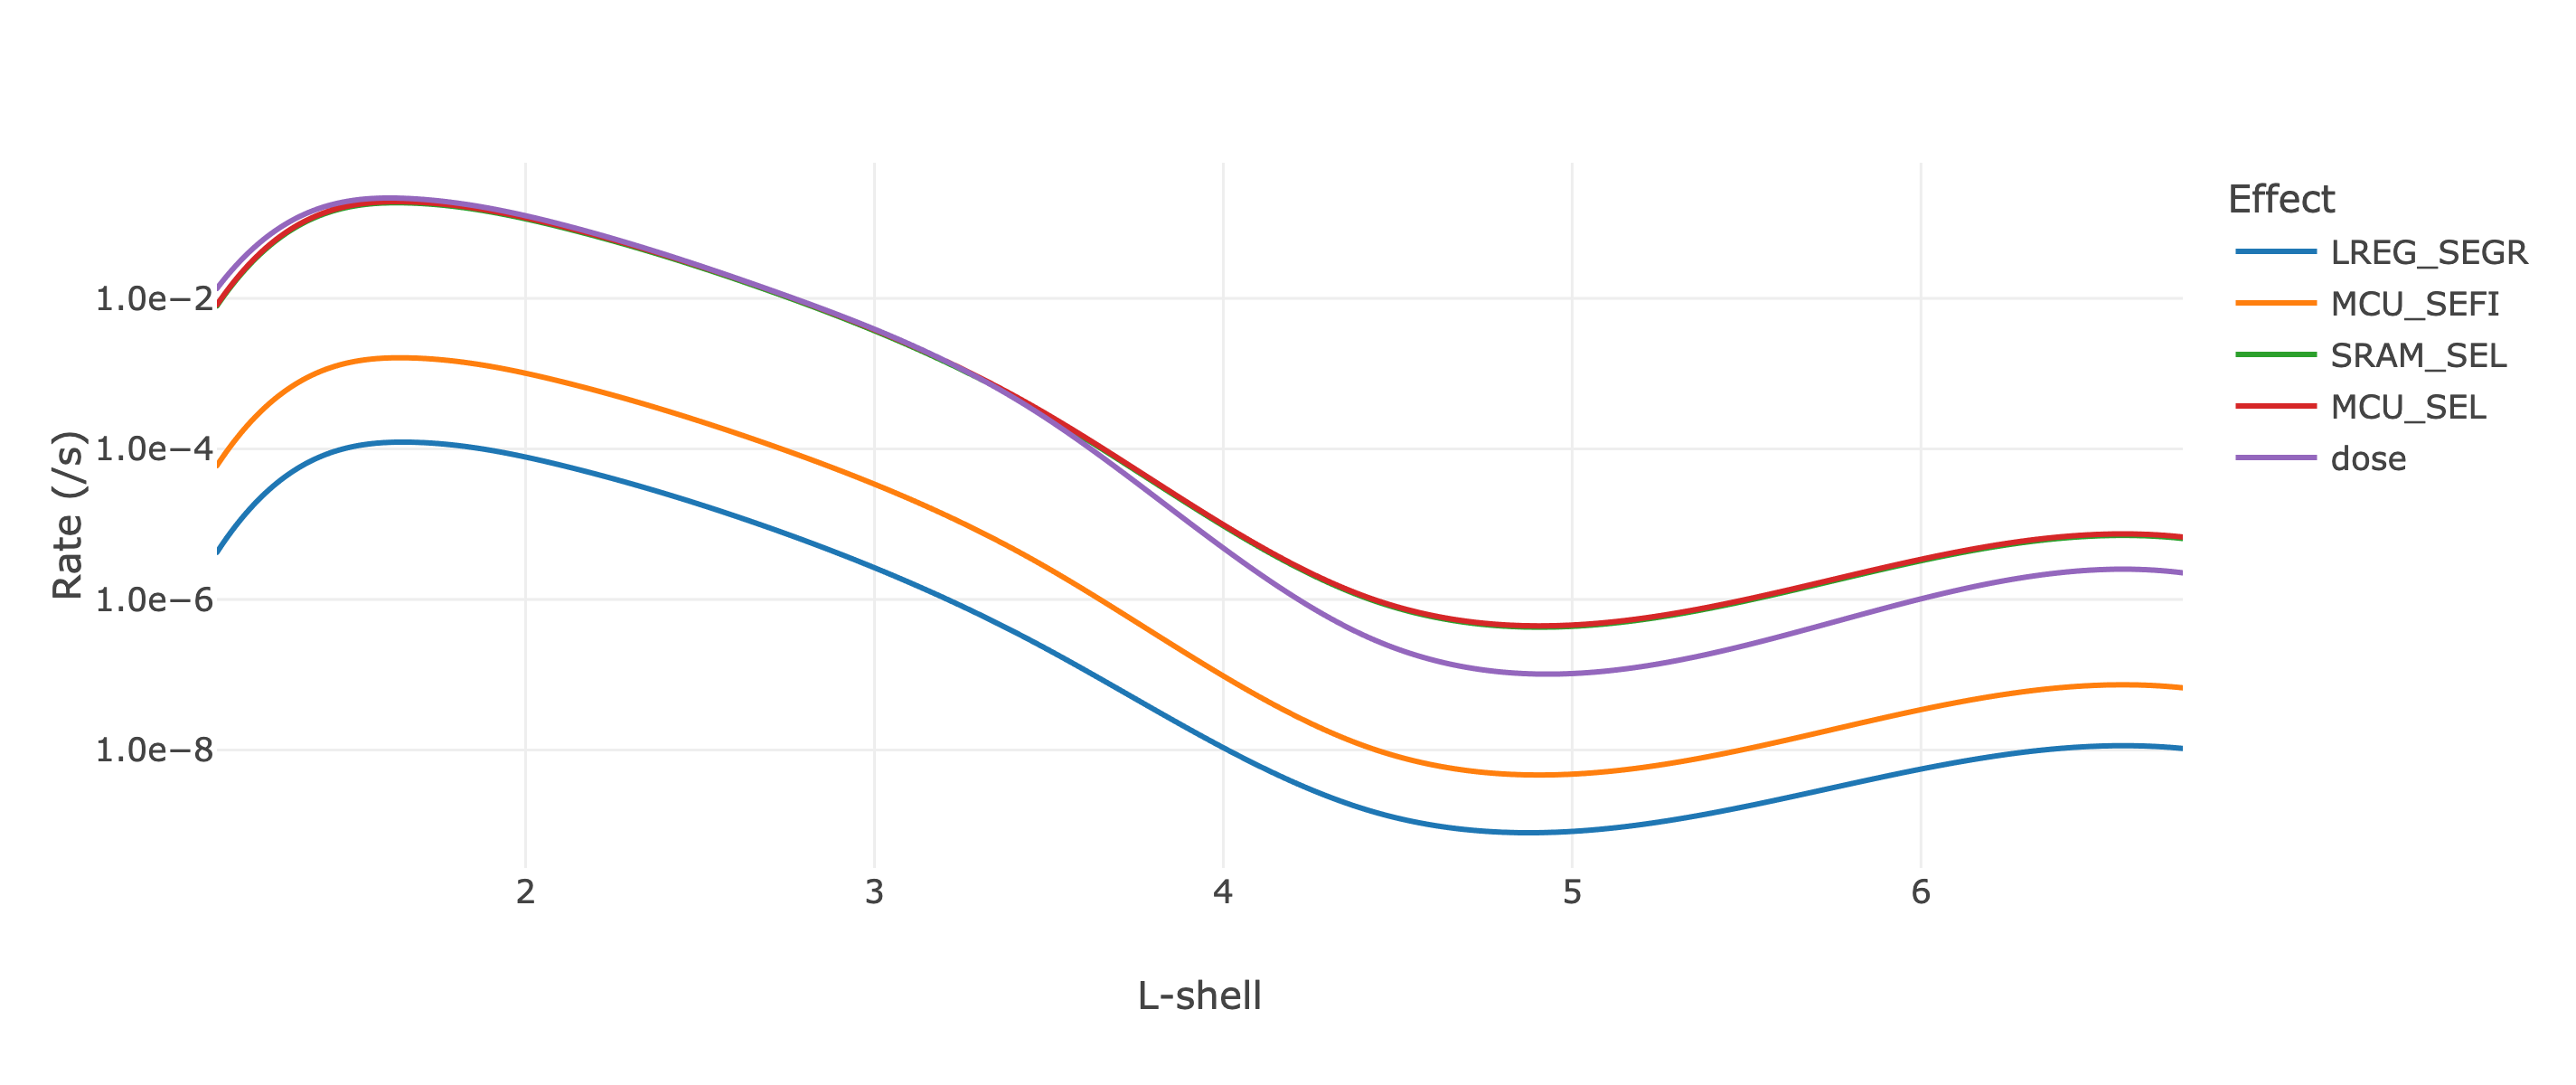 Rate (/s)
1.0e−2
1.0e−4
1.0e−6
1.0e−8
2
3
4
5
6
L-shell
Effect
LREG_SEGR
MCU_SEFI
SRAM_SEL
MCU_SEL
dose